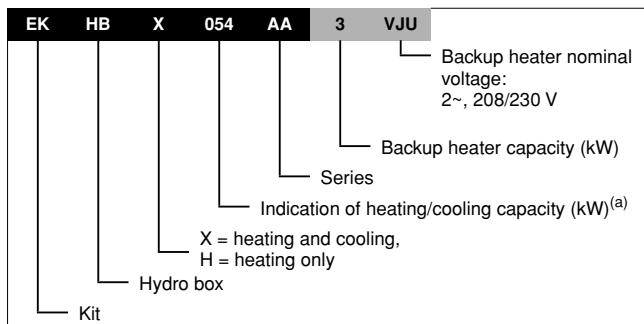 EK HB X 054 AA 3 VJU
Backup heater nominal
voltage:
2~, 208/230 V
Backup heater capacity (kW)
Series
Indication of heating/cooling capacity (kW)(a)
X = heating and cooling,
H = heating only
Hydro box
Kit